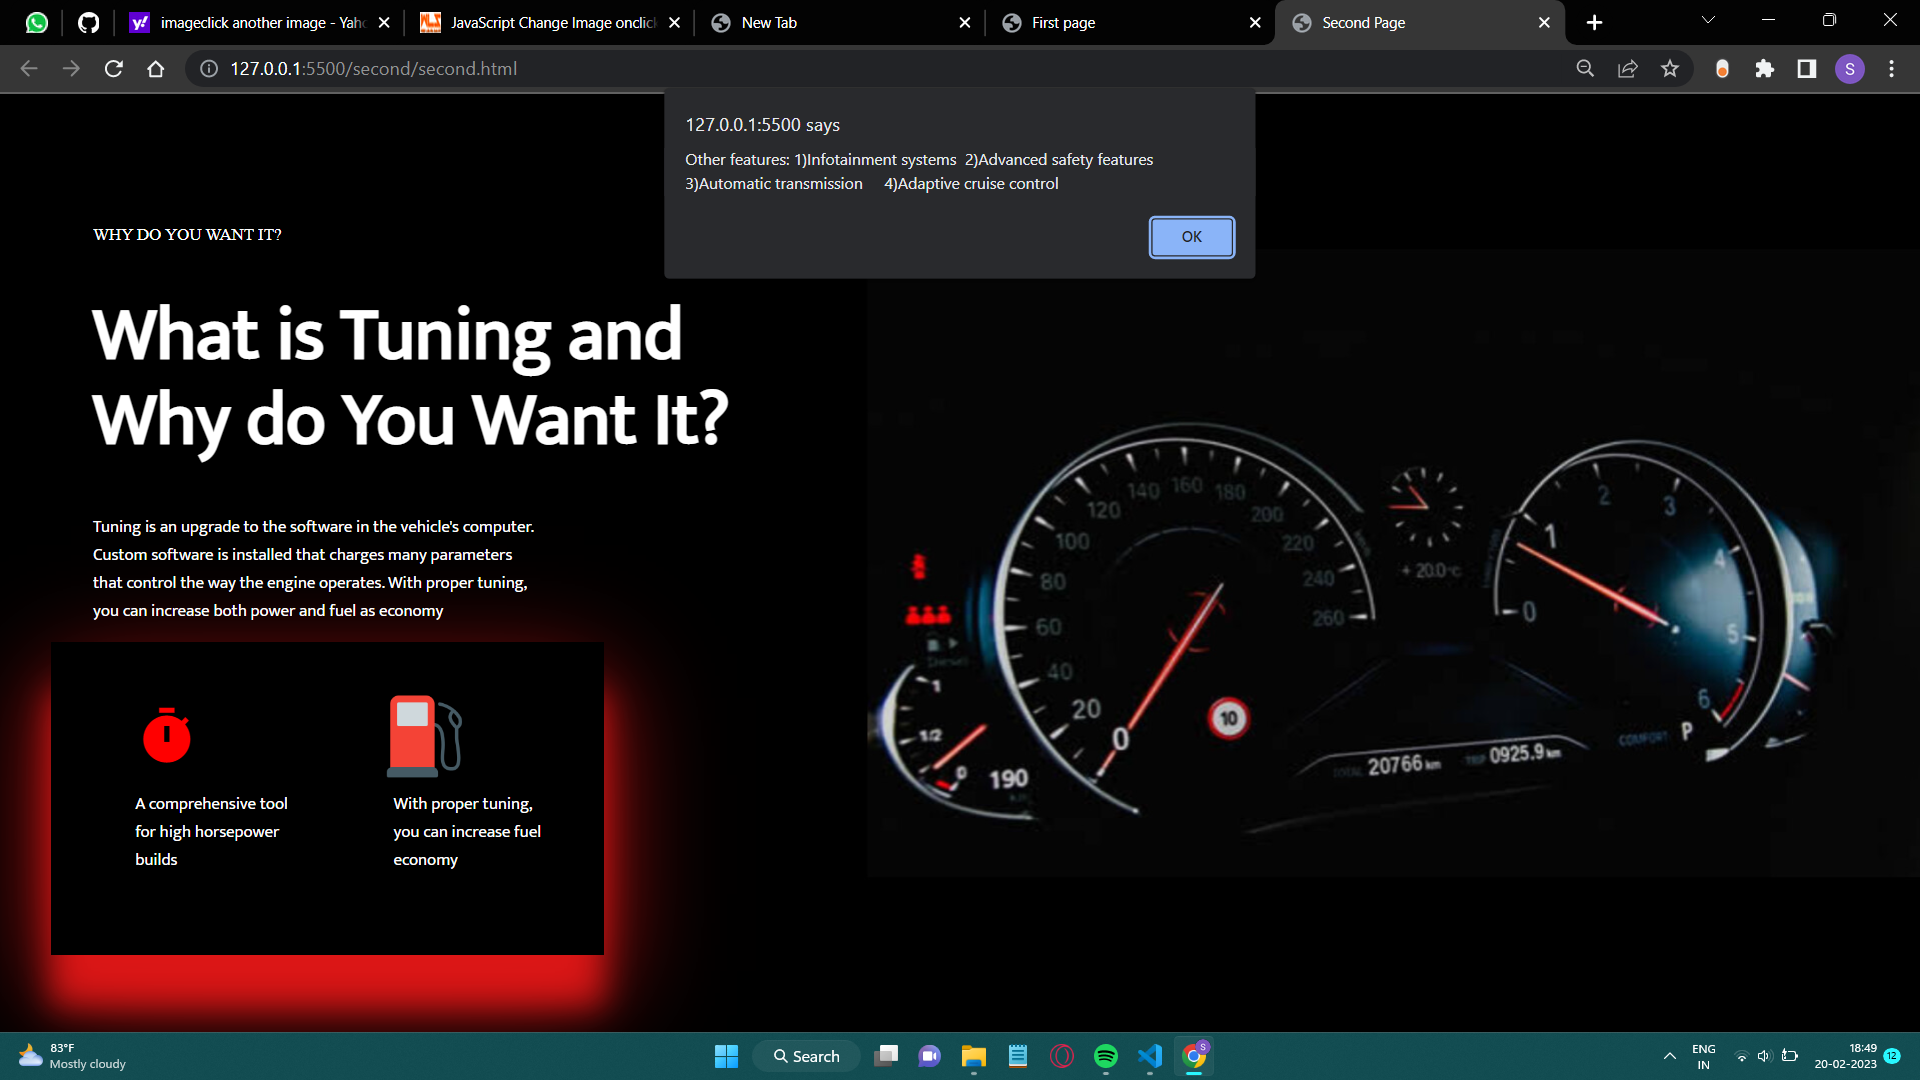 imageclick another image - Yah
JavaScript Change Image onclic
New Tab
First page
Second Page
127.0.0.1:5500/second/second.html
S
127.0.0.1:5500 says
Other features: 1)Infotainment systems 2)Advanced safety features
3)Automatic transmission 4)Adaptive cruise control
OK
WHY DO YOU WANT IT?
What is Tuning and
Why do You Want It?
Tuning is an upgrade to the software in the vehicle's computer.
Custom software is installed that charges many parameters
that control the way the engine operates. With proper tuning,
you can increase both power and fuel as economy
A comprehensive tool
for high horsepower
builds
With proper tuning,
you can increase fuel
economy
0
20
40
60
80
100
120
140
160
180
200
220
240
260
+ 20.0°C
0
1
2
3
4
5
6
10
1
1/2
0
190
km
Diesel
TOTAL 20766 km
TRIP 0925.9 km
COMFORT P
83°F
Mostly cloudy
Search
ENG
IN
18:49
20-02-2023
12